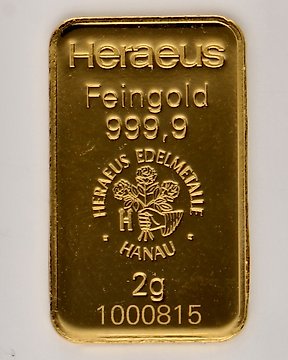 Heraeus
Feingold
999,9
HERAEUS EDELMETALLE
H
· HANAU ·
2g
1000815